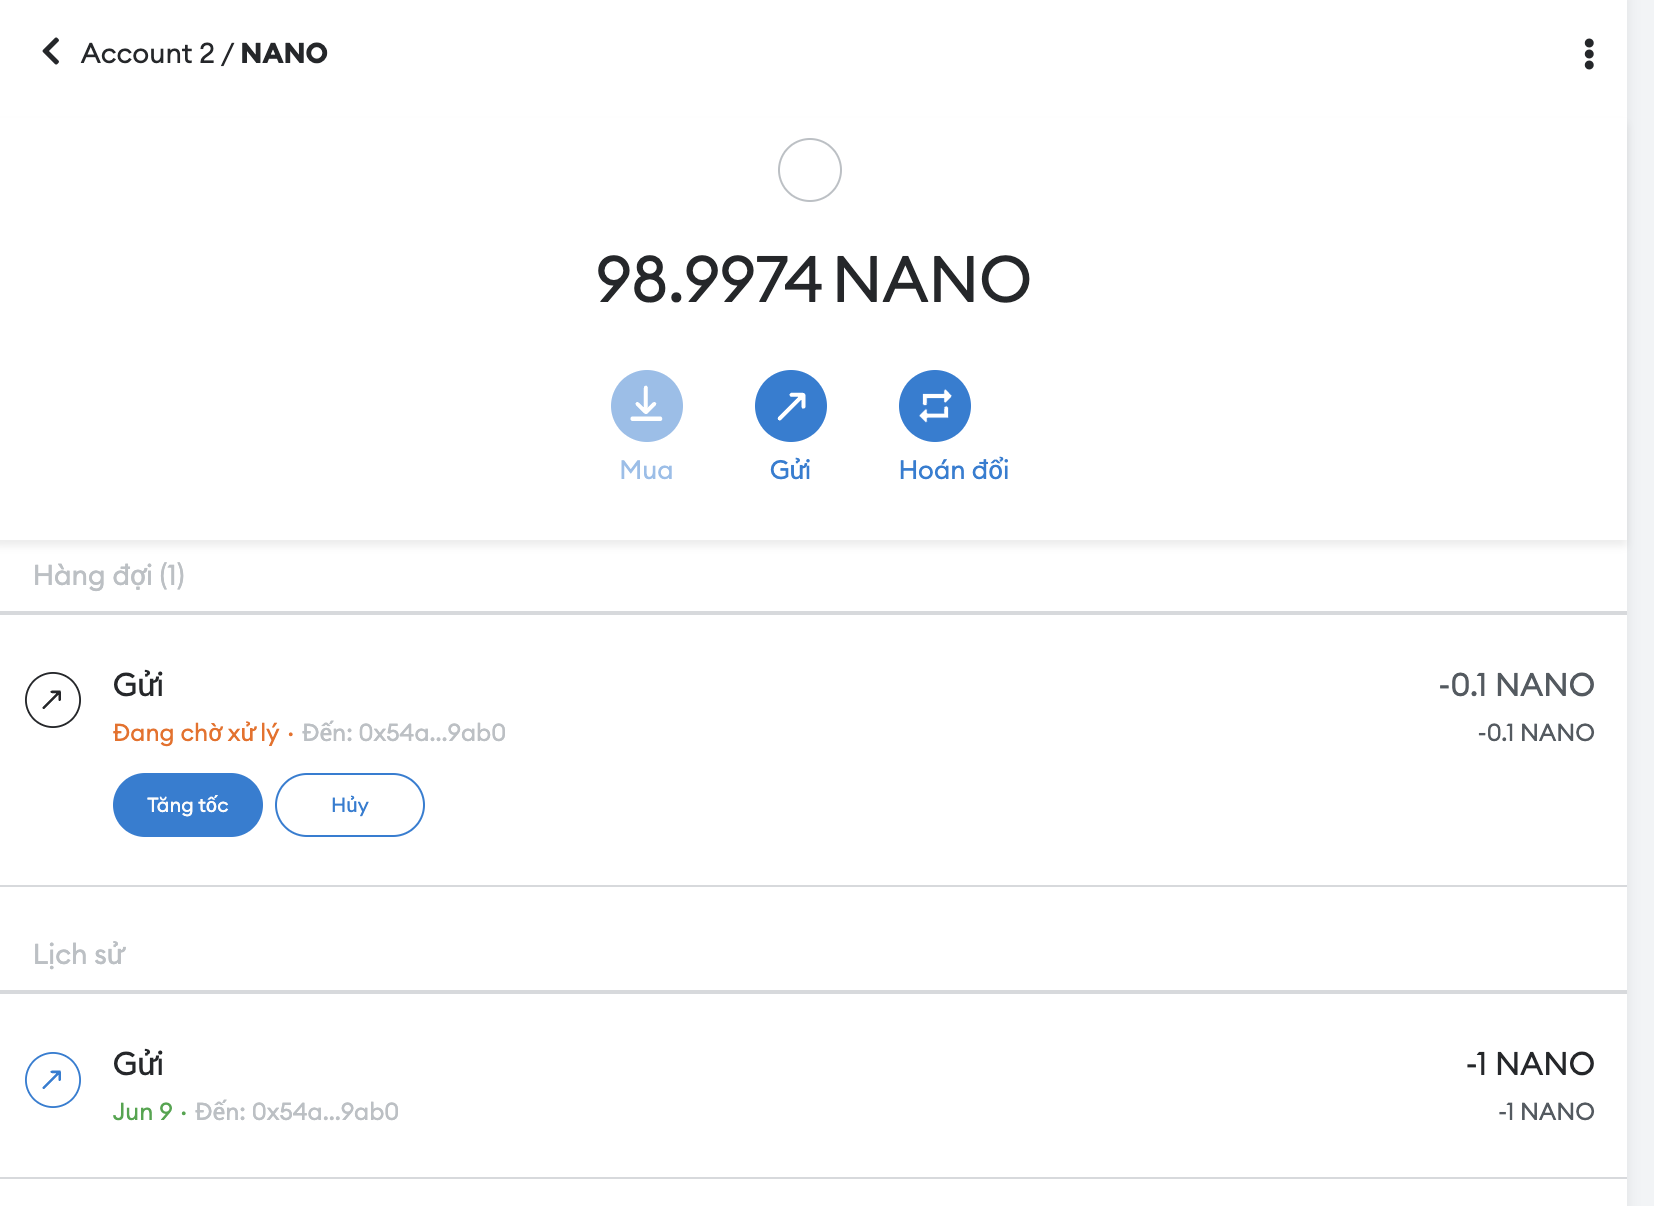 Account 2 / NANO
98.9974 NANO
Mua
Gửi
Hoán đổi
Hàng đợi (1)
Gửi
-0.1 NANO
Đang chờ xử lý · Đến: 0x54a...9ab0
-0.1 NANO
Tăng tốc
Hủy
Lịch sử
Gửi
-1 NANO
Jun 9 · Đến: 0x54a...9ab0
-1 NANO